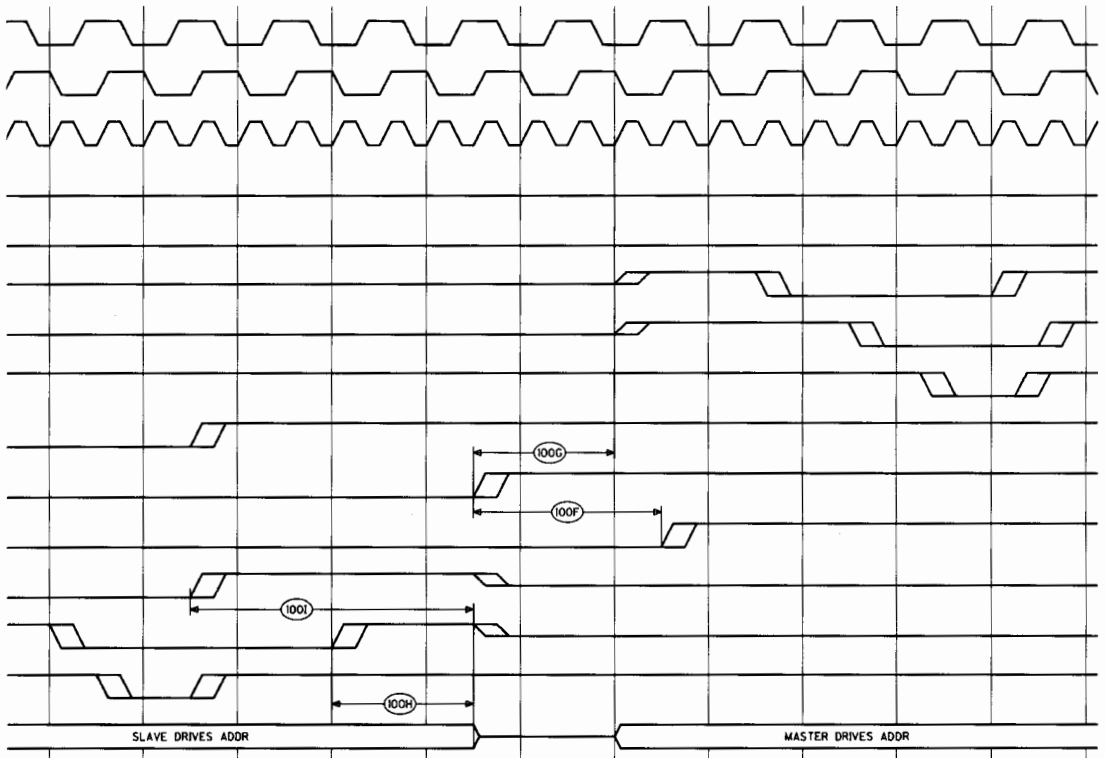 100G
100F
100I
100H
SLAVE DRIVES ADDR
MASTER DRIVES ADDR